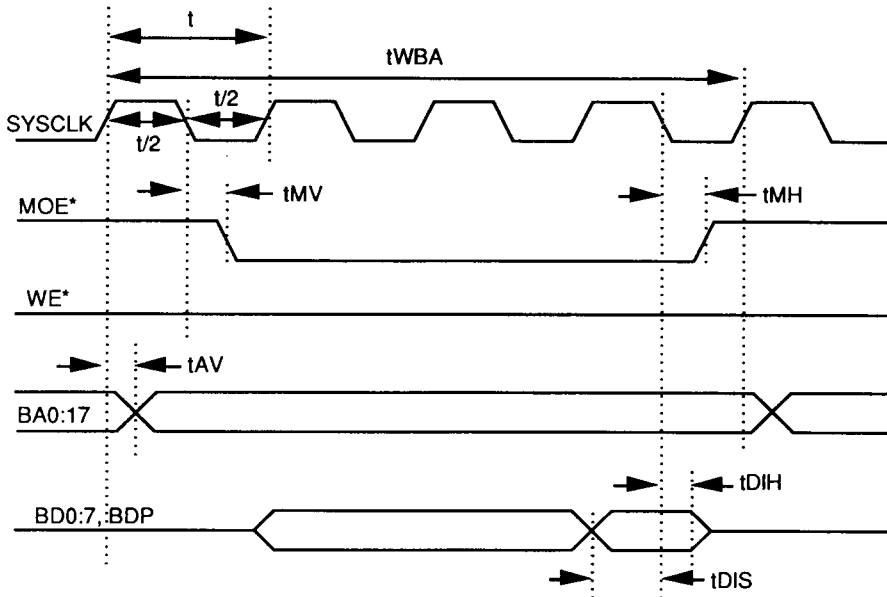 t
tWBA
SYSCLK
t/2
t/2
tMV
tMH
MOE*
WE*
tAV
BA0:17
tDIH
BD0:7, BDP
tDIS